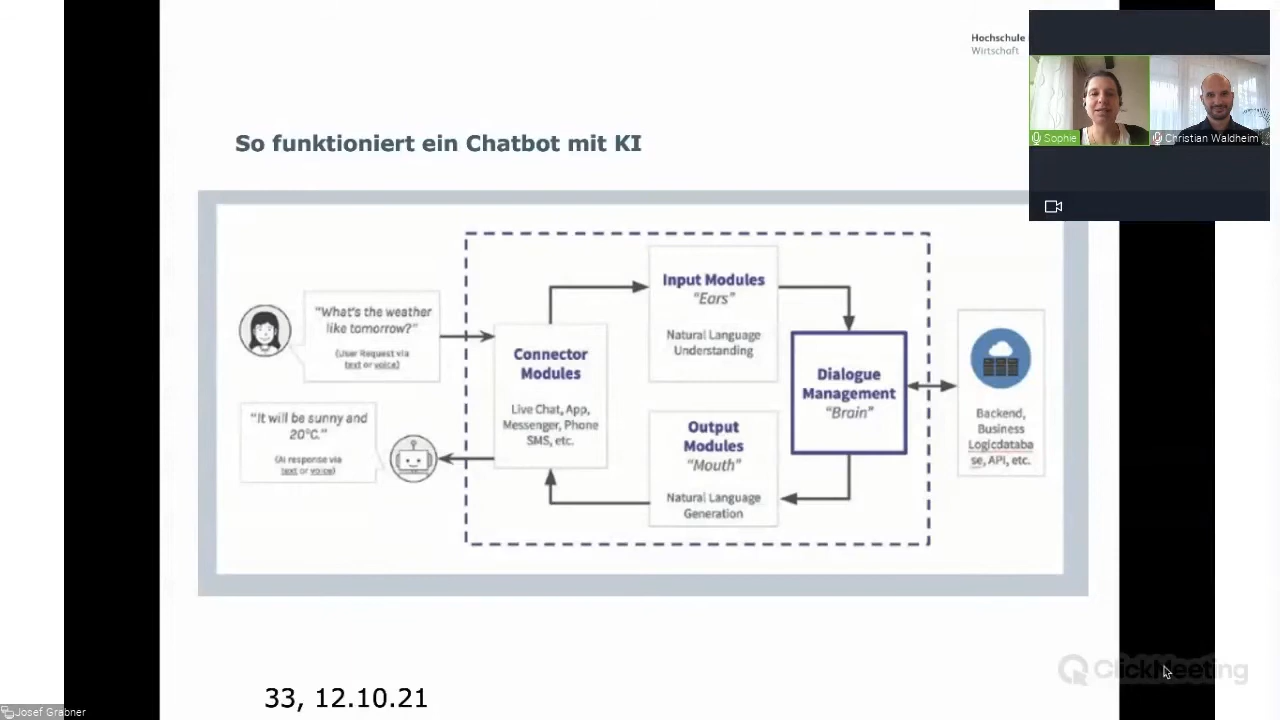 Hochschule
Wirtschaft
Sophie
Christian Waldheim
So funktioniert ein Chatbot mit KI
"What's the weather
like tomorrow?"
(User Request via
text or voice)
"It will be sunny and
20°C."
(AI response via
text or voice)
Connector
Modules
Live Chat, App,
Messenger, Phone
SMS, etc.
Input Modules
"Ears"
Natural Language
Understanding
Dialogue
Management
"Brain"
Output
Modules
"Mouth"
Natural Language
Generation
Backend,
Business
Logicdataba
se, API, etc.
33, 12.10.21
ClickMeeting
Josef Grabner